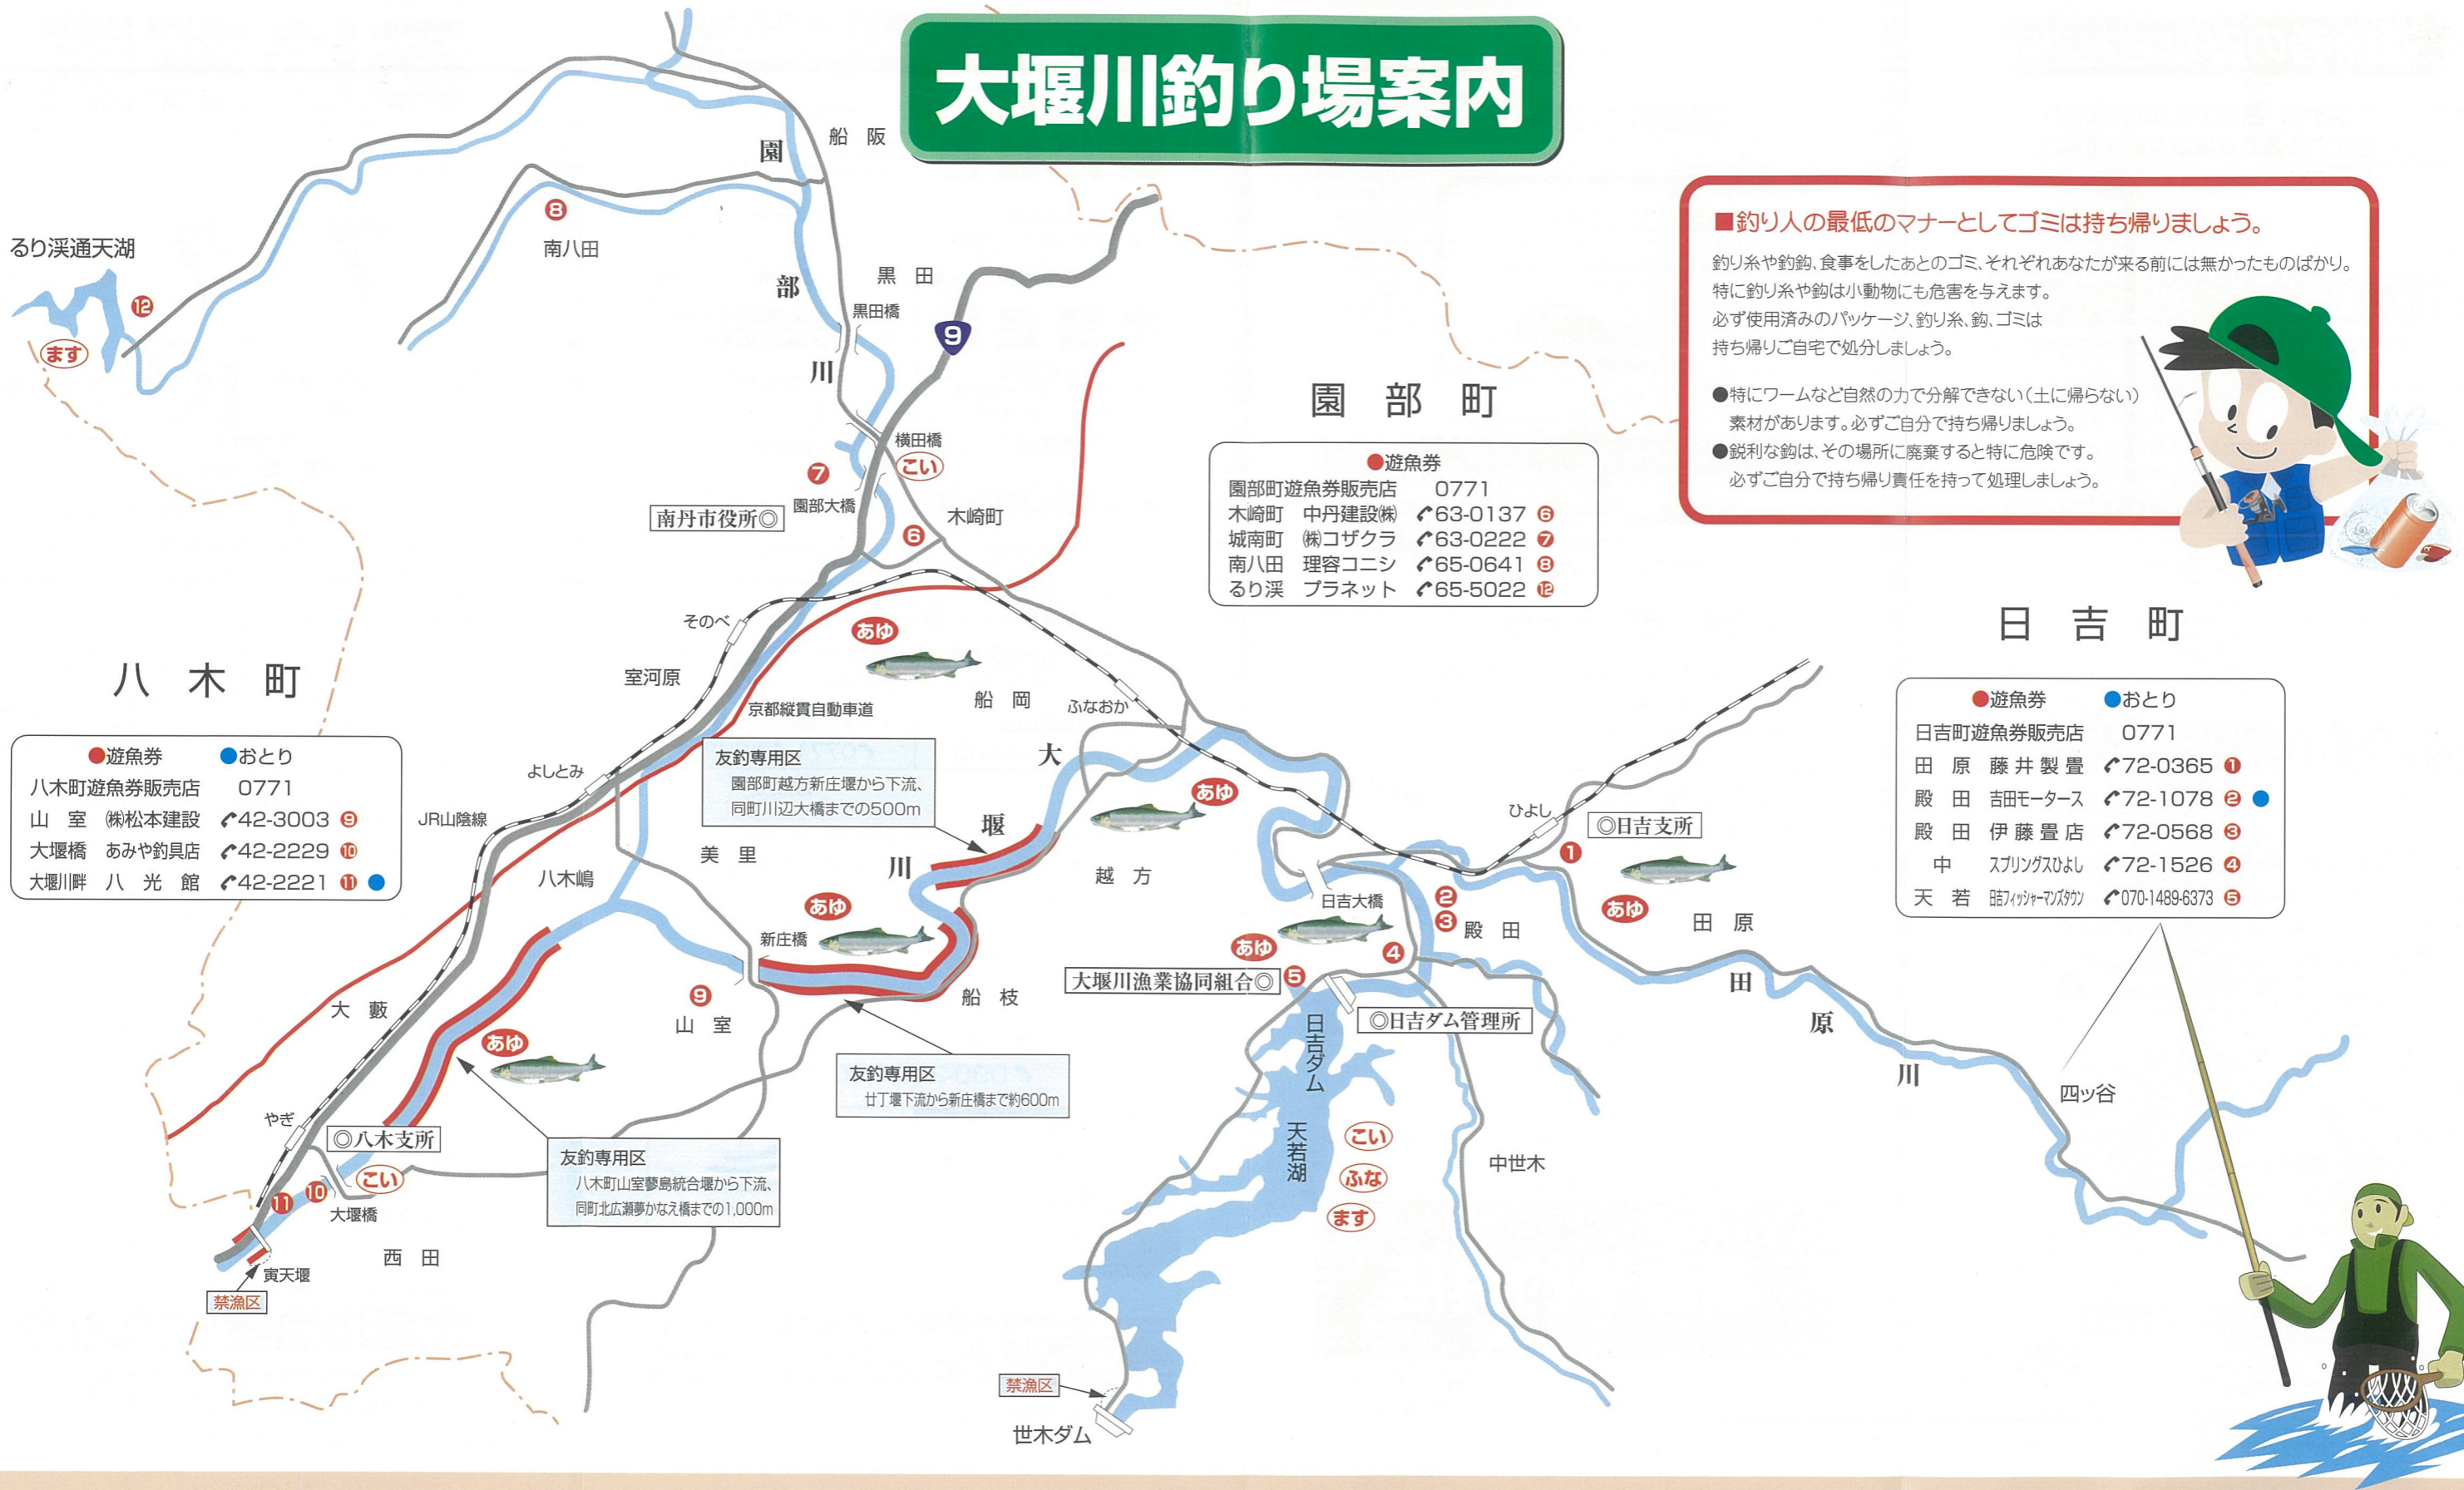 大堰川釣り場案内
■釣り人の最低のマナーとしてゴミは持ち帰りましょう。
釣り糸や釣鈎、食事をしたあとのゴミ、それぞれあなたが来る前には無かったものばかり。
特に釣り糸や鈎は小動物にも危害を与えます。
必ず使用済みのパッケージ、釣り糸、鈎、ゴミは
持ち帰りご自宅で処分しましょう。
●特にワームなど自然の力で分解できない(土に帰らない)
素材があります。必ずご自分で持ち帰りましょう。
●鋭利な鈎は、その場所に廃棄すると特に危険です。
必ずご自分で持ち帰り責任を持って処理しましょう。
園部町
●遊魚券
園部町遊魚券販売店 0771
木崎町 中丹建設㈱ 63-0137 ⑥
城南町 ㈱コザクラ 63-0222 ⑦
南八田 理容コニシ 65-0641 ⑧
るり渓 プラネット 65-5022 ⑫
日吉町
●遊魚券 ●おとり
日吉町遊魚券販売店 0771
田原 藤井製畳 72-0365 ①
殿田 吉田モータース 72-1078 ② ●
殿田 伊藤畳店 72-0568 ③
中 スプリングスひよし 72-1526 ④
天若 日吉フィッシャーマンズタウン 070-1489-6373 ⑤
八木町
●遊魚券 ●おとり
八木町遊魚券販売店 0771
山室 ㈱松本建設 42-3003 ⑨
大堰橋 あみや釣具店 42-2229 ⑩
大堰川畔 八光館 42-2221 ⑪ ●
船阪
園部川
⑧
南八田
るり渓通天湖
⑫
ます
黒田
黒田橋
9
横田橋
こい
⑦
園部大橋
南丹市役所◎
木崎町
⑥
そのべ
あゆ
室河原
船岡
ふなおか
京都縦貫自動車道
友釣専用区
園部町越方新庄堰から下流、
同町川辺大橋までの500m
大堰川
よしとみ
JR山陰線
美里
八木嶋
あゆ
越方
ひよし
◎日吉支所
①
あゆ
田原
日吉大橋
②
③
殿田
あゆ
④
大堰川漁業協同組合◎
⑤
◎日吉ダム管理所
田原川
四ッ谷
あゆ
新庄橋
船枝
⑨
山室
大藪
あゆ
友釣専用区
廿丁堰下流から新庄橋まで約600m
日吉ダム
天若湖
こい
ふな
ます
中世木
やぎ
◎八木支所
こい
⑪
⑩
大堰橋
友釣専用区
八木町山室蓼島統合堰から下流、
同町北広瀬夢かなえ橋までの1,000m
西田
寅天堰
禁漁区
禁漁区
世木ダム